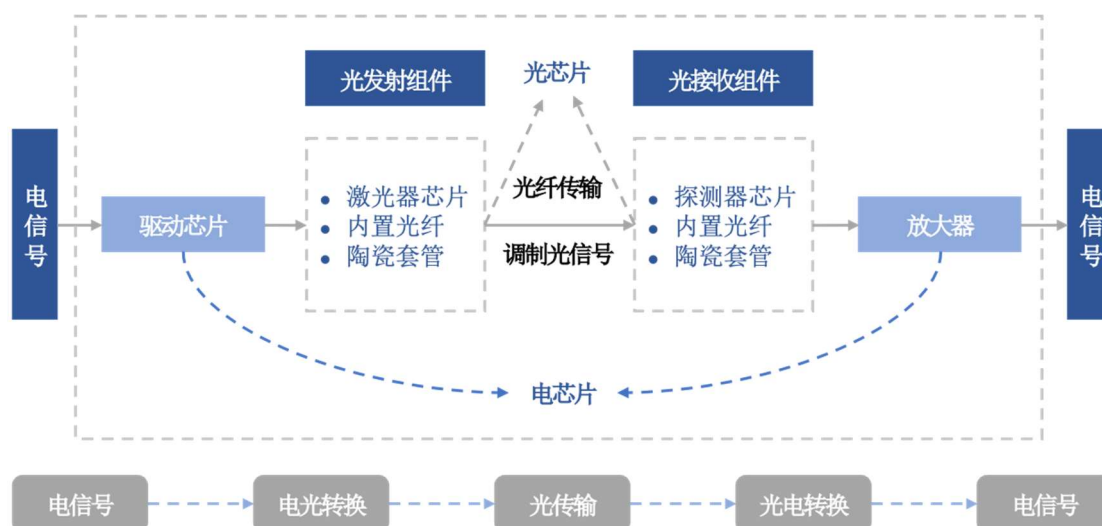 光发射组件
光芯片
光接收组件
电信号
驱动芯片
• 激光器芯片
• 内置光纤
• 陶瓷套管
光纤传输
调制光信号
• 探测器芯片
• 内置光纤
• 陶瓷套管
放大器
电信号
电芯片
电信号
电光转换
光传输
光电转换
电信号